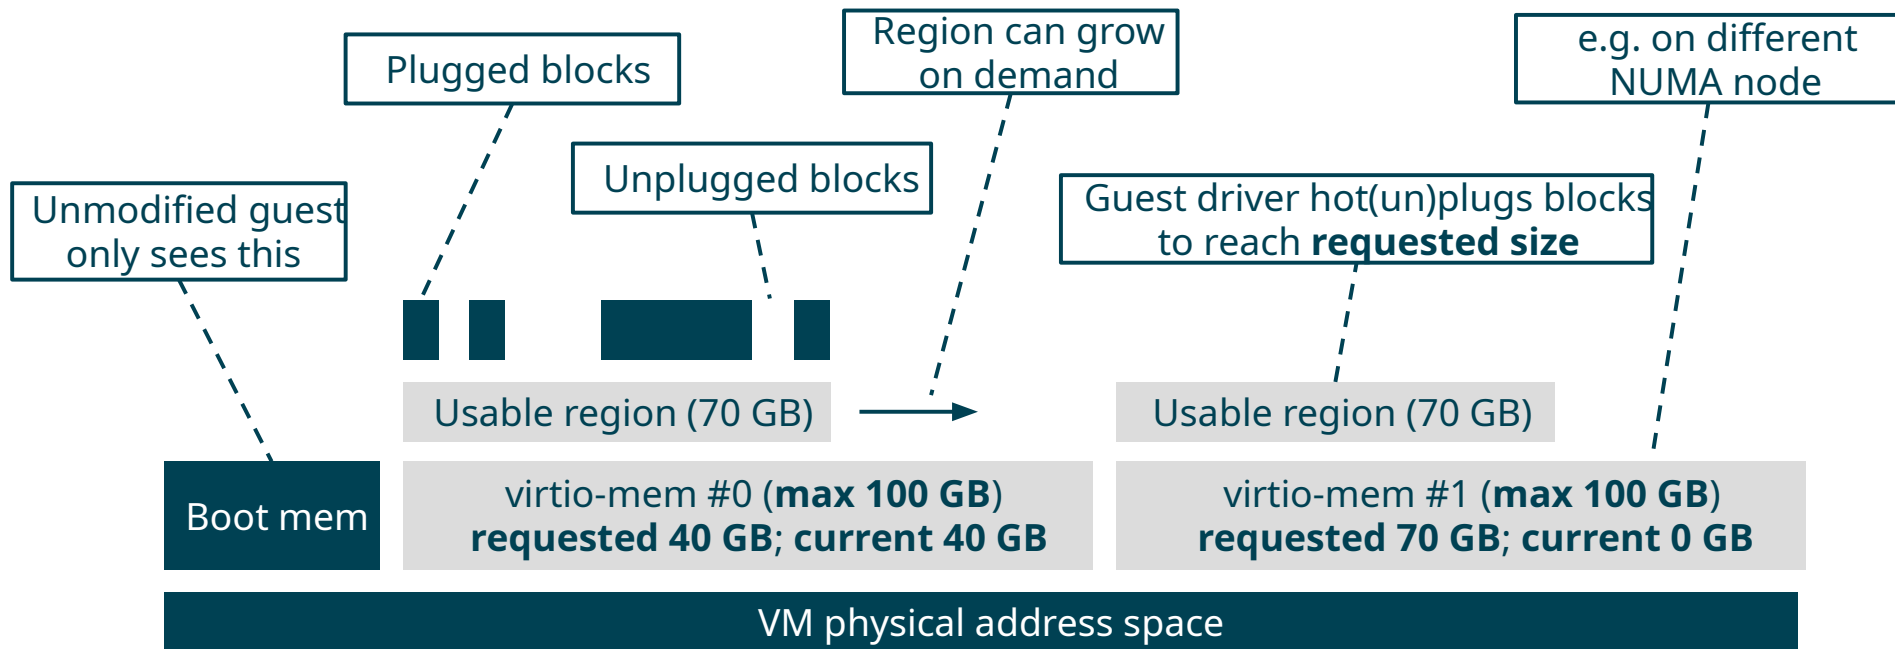 Plugged blocks
Region can grow
on demand
e.g. on different
NUMA node
Unplugged blocks
Unmodified guest
only sees this
Guest driver hot(un)plugs blocks
to reach requested size
Usable region (70 GB)
Usable region (70 GB)
Boot mem
virtio-mem #0 (max 100 GB)
requested 40 GB; current 40 GB
virtio-mem #1 (max 100 GB)
requested 70 GB; current 0 GB
VM physical address space